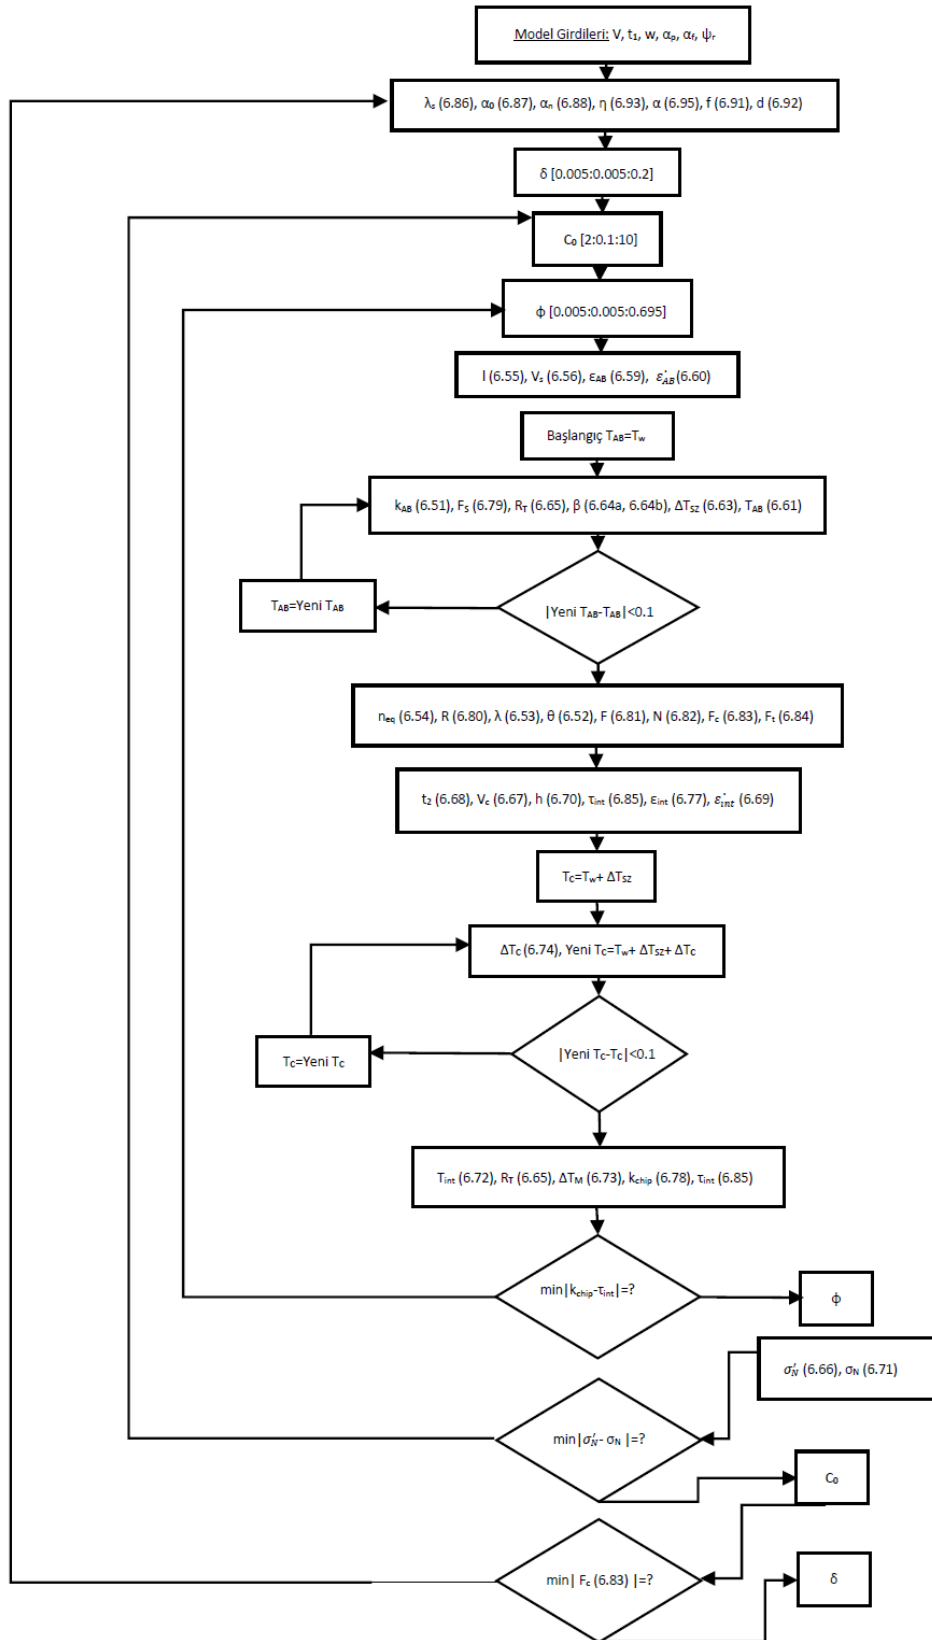 Model Girdileri: V, t₁, w, αₚ, α_f, ψᵣ
λₛ (6.86), α₀ (6.87), αₙ (6.88), η (6.93), α (6.95), f (6.91), d (6.92)
δ [0.005:0.005:0.2]
C₀ [2:0.1:10]
ϕ [0.005:0.005:0.695]
l (6.55), Vₛ (6.56), ε_AB (6.59), ε̇_AB (6.60)
Başlangıç T_AB=T_w
k_AB (6.51), F_S (6.79), R_T (6.65), β (6.64a, 6.64b), ΔT_SZ (6.63), T_AB (6.61)
|Yeni T_AB-T_AB|<0.1
T_AB=Yeni T_AB
n_eq (6.54), R (6.80), λ (6.53), θ (6.52), F (6.81), N (6.82), F_c (6.83), F_t (6.84)
t₂ (6.68), V_c (6.67), h (6.70), τ_int (6.85), ε_int (6.77), ε̇_int (6.69)
T_C=T_w+ ΔT_SZ
ΔT_C (6.74), Yeni T_C=T_w+ ΔT_SZ+ ΔT_C
|Yeni T_C-T_C|<0.1
T_C=Yeni T_C
T_int (6.72), R_T (6.65), ΔT_M (6.73), k_chip (6.78), τ_int (6.85)
min|k_chip-τ_int|=?
ϕ
σ′_N (6.66), σ_N (6.71)
min|σ′_N- σ_N |=?
C₀
min| F_c (6.83) |=?
δ